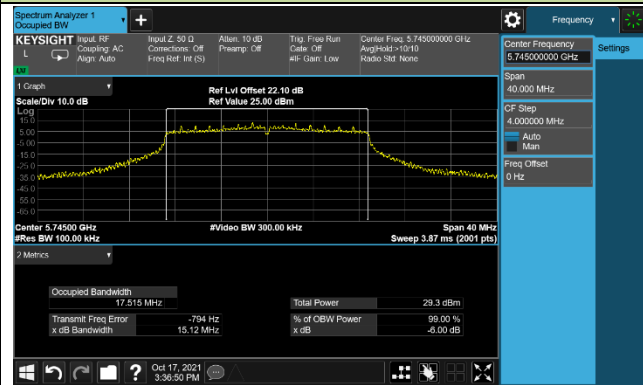 Spectrum Analyzer 1
Occupied BW
Frequency
KEYSIGHT
L
Input: RF
Coupling: AC
Align: Auto
Input Z: 50 Ω
Corrections: Off
Freq Ref: Int (S)
Atten: 10 dB
Preamp: Off
Trig: Free Run
Gate: Off
#IF Gain: Low
Center Freq: 5.745000000 GHz
Avg|Hold:>10/10
Radio Std: None
Center Frequency
5.745000000 GHz
Settings
Span
40.000 MHz
CF Step
4.000000 MHz
Auto
Man
Freq Offset
0 Hz
1 Graph
Scale/Div 10.0 dB
Ref Lvl Offset 22.10 dB
Ref Value 25.00 dBm
Log
15.0
5.00
-5.00
-15.0
-25.0
-35.0
-45.0
-55.0
-65.0
Center 5.74500 GHz
#Video BW 300.00 kHz
Span 40 MHz
#Res BW 100.00 kHz
Sweep 3.87 ms (2001 pts)
2 Metrics
Occupied Bandwidth
17.515 MHz
Total Power
29.3 dBm
Transmit Freq Error
-794 Hz
% of OBW Power
99.00 %
x dB Bandwidth
15.12 MHz
x dB
-6.00 dB
Oct 17, 2021
3:36:50 PM